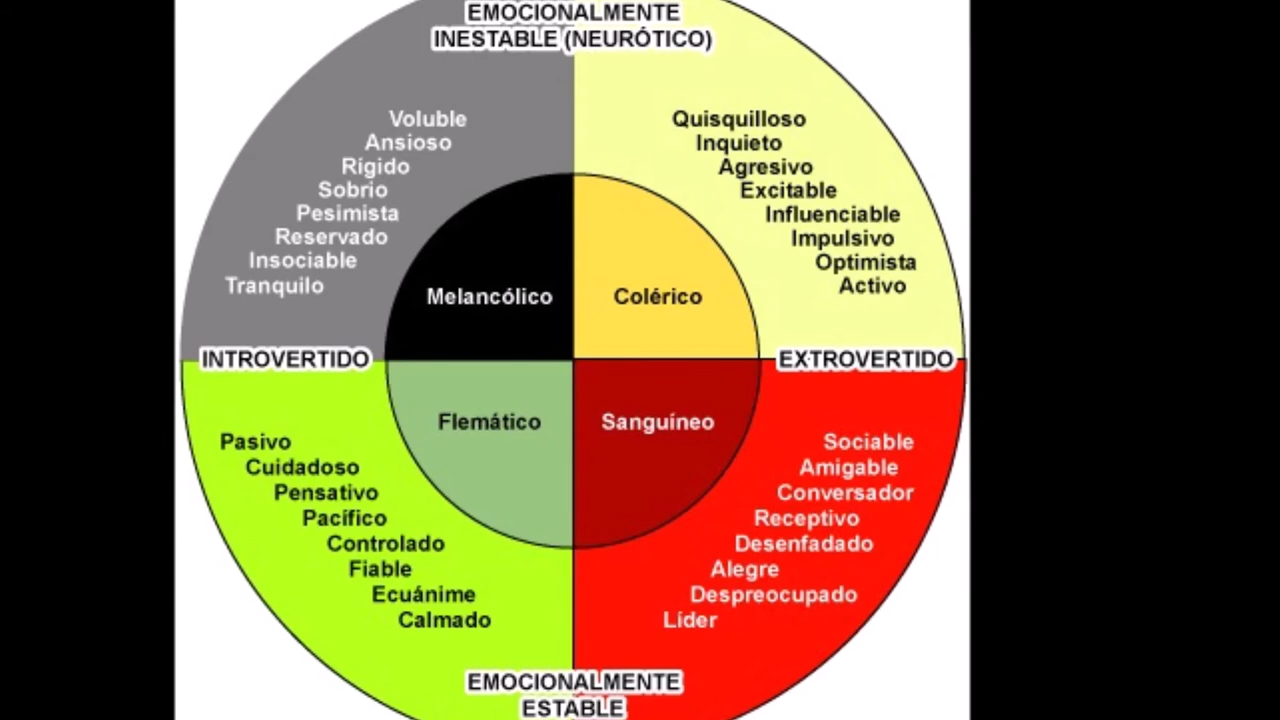 EMOCIONALMENTE
INESTABLE (NEURÓTICO)
Voluble
Ansioso
Rígido
Sobrio
Pesimista
Reservado
Insociable
Tranquilo
Quisquilloso
Inquieto
Agresivo
Excitable
Influenciable
Impulsivo
Optimista
Activo
Melancólico
Colérico
INTROVERTIDO
EXTROVERTIDO
Flemático
Sanguíneo
Pasivo
Cuidadoso
Pensativo
Pacífico
Controlado
Fiable
Ecuánime
Calmado
Sociable
Amigable
Conversador
Receptivo
Desenfadado
Alegre
Despreocupado
Líder
EMOCIONALMENTE
ESTABLE